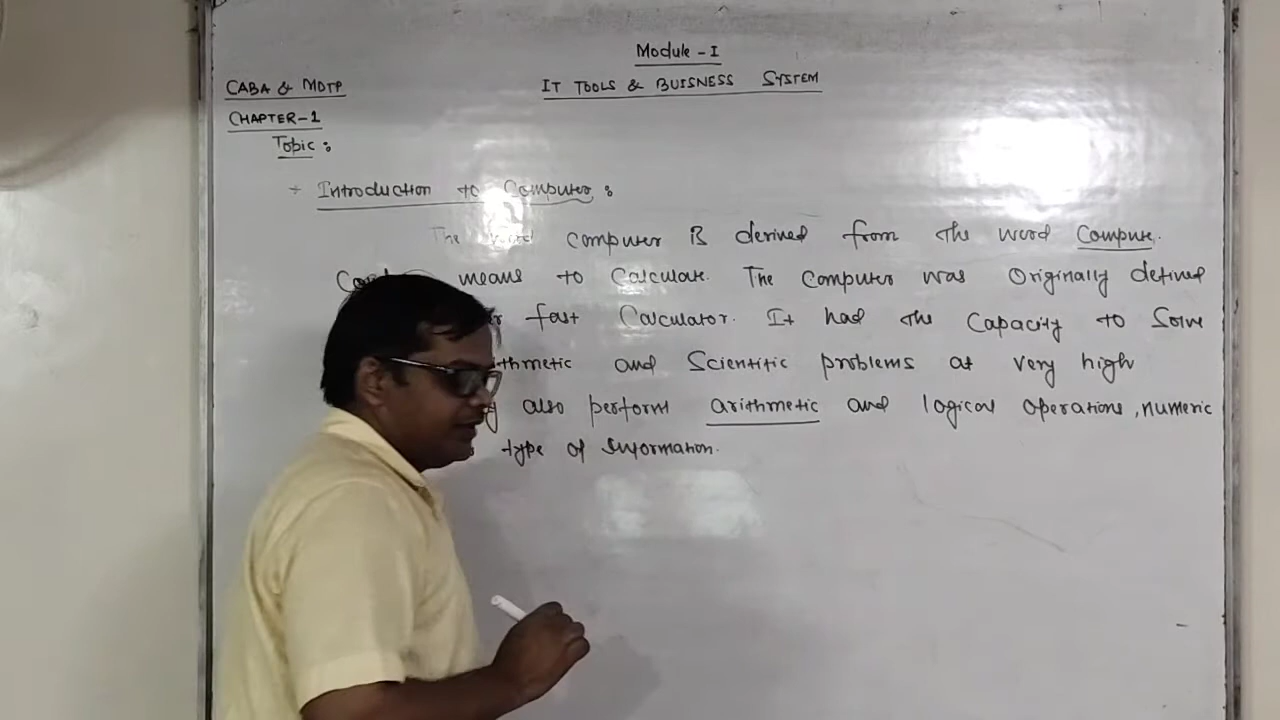 Module - I
CABA & MDTP
IT TOOLS & BUISNESS SYSTEM
CHAPTER-1
Topic :
Introduction to Computer :
The word computer is derived from the word Compute.
means to Calculate. The Computer was Originally defined
fast Calculator. It had the Capacity to Solve
and Scientific problems at very high
also perform arithmetic and logical Operations, numeric
type of Information.